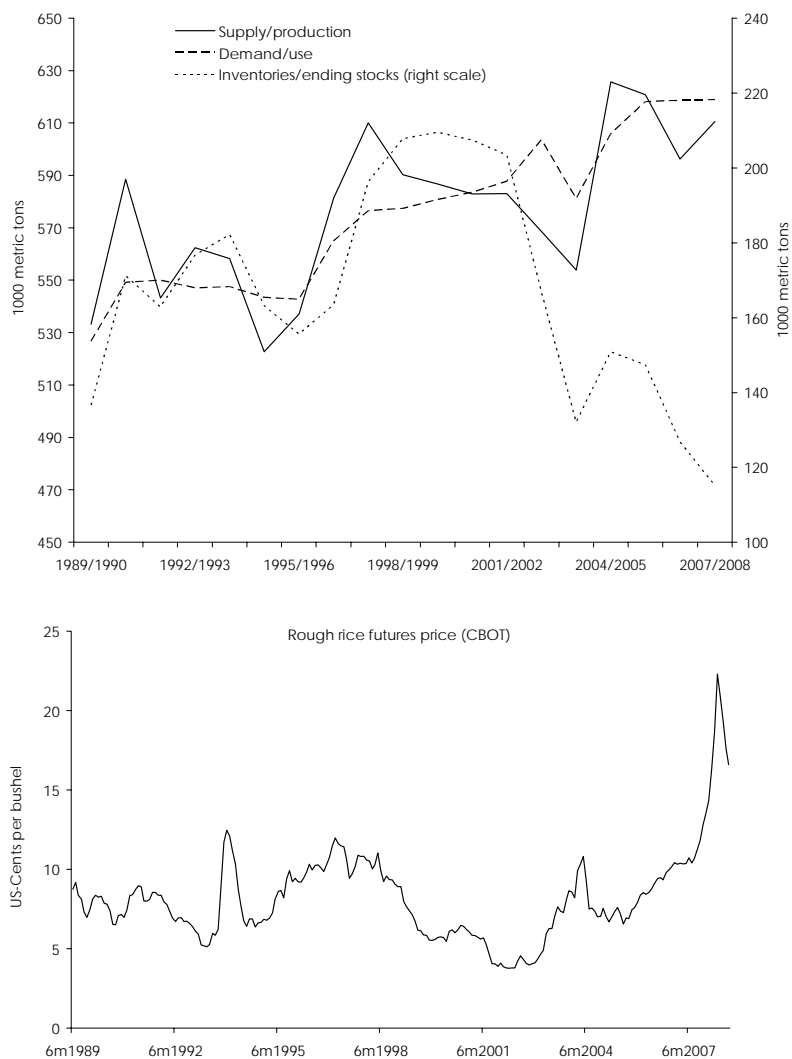 650
630
610
590
570
550
530
510
490
470
450
1000 metric tons
Supply/production
Demand/use
Inventories/ending stocks (right scale)
240
220
200
180
160
140
120
100
1000 metric tons
1989/1990 1992/1993 1995/1996 1998/1999 2001/2002 2004/2005 2007/2008
Rough rice futures price (CBOT)
25
20
15
10
5
0
US-Cents per bushel
6m1989 6m1992 6m1995 6m1998 6m2001 6m2004 6m2007